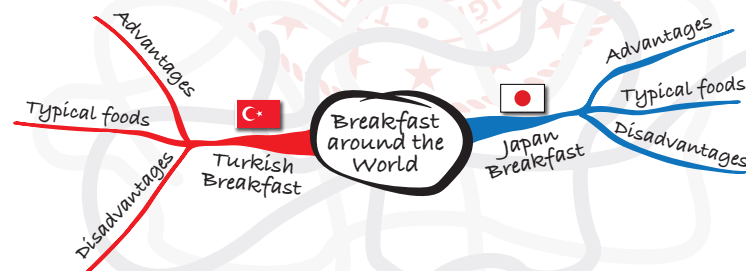 Breakfast
around the
World
Turkish
Breakfast
Advantages
Typical foods
Disadvantages
Japan
Breakfast
Advantages
Typical foods
Disadvantages